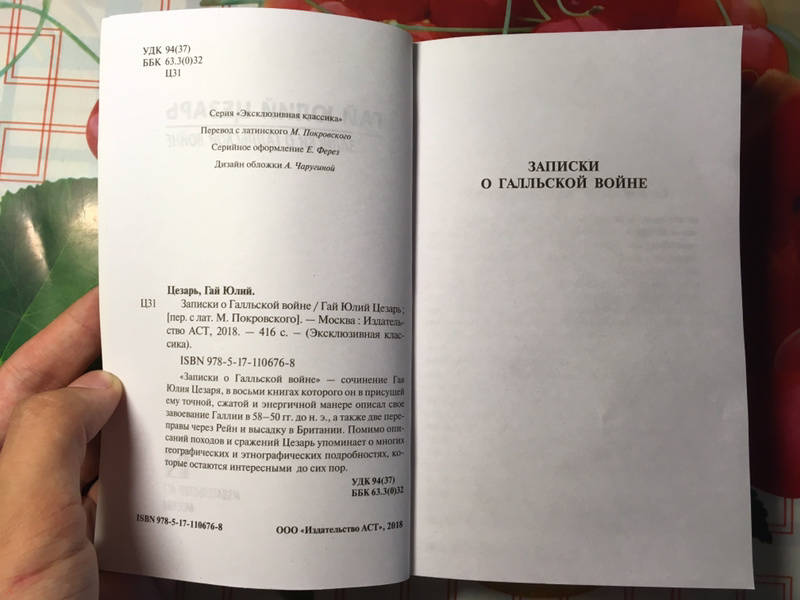 УДК 94(37)
ББК 63.3(0)32
Ц31
Серия «Эксклюзивная классика»
Перевод с латинского М. Покровского
Серийное оформление Е. Ферез
Дизайн обложки А. Чаругиной
Цезарь, Гай Юлий.
Ц31 Записки о Галльской войне / Гай Юлий Цезарь;
[пер. с лат. М. Покровского]. — Москва : Издатель-
ство АСТ, 2018. — 416 с. — (Эксклюзивная клас-
сика).
ISBN 978-5-17-110676-8
«Записки о Галльской войне» — сочинение Гая
Юлия Цезаря, в восьми книгах которого он в присущей
ему точной, сжатой и энергичной манере описал свое
завоевание Галлии в 58–50 гг. до н. э., а также две пере-
правы через Рейн и высадку в Британии. Помимо опи-
саний походов и сражений Цезарь упоминает о многих
географических и этнографических подробностях, ко-
торые остаются интересными до сих пор.
УДК 94(37)
ББК 63.3(0)32
ISBN 978-5-17-110676-8
ООО «Издательство АСТ», 2018
ЗАПИСКИ
О ГАЛЛЬСКОЙ ВОЙНЕ